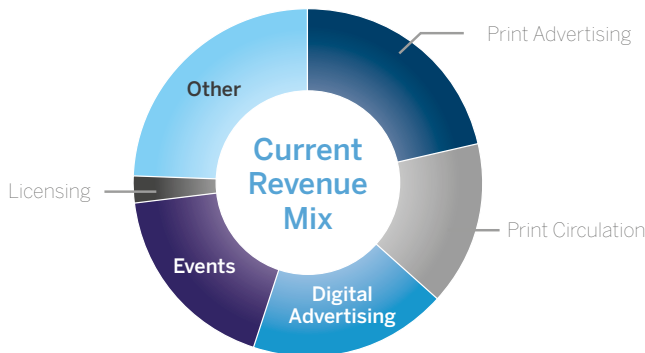 Print Advertising
Other
Current
Revenue
Mix
Licensing
Print Circulation
Events
Digital
Advertising